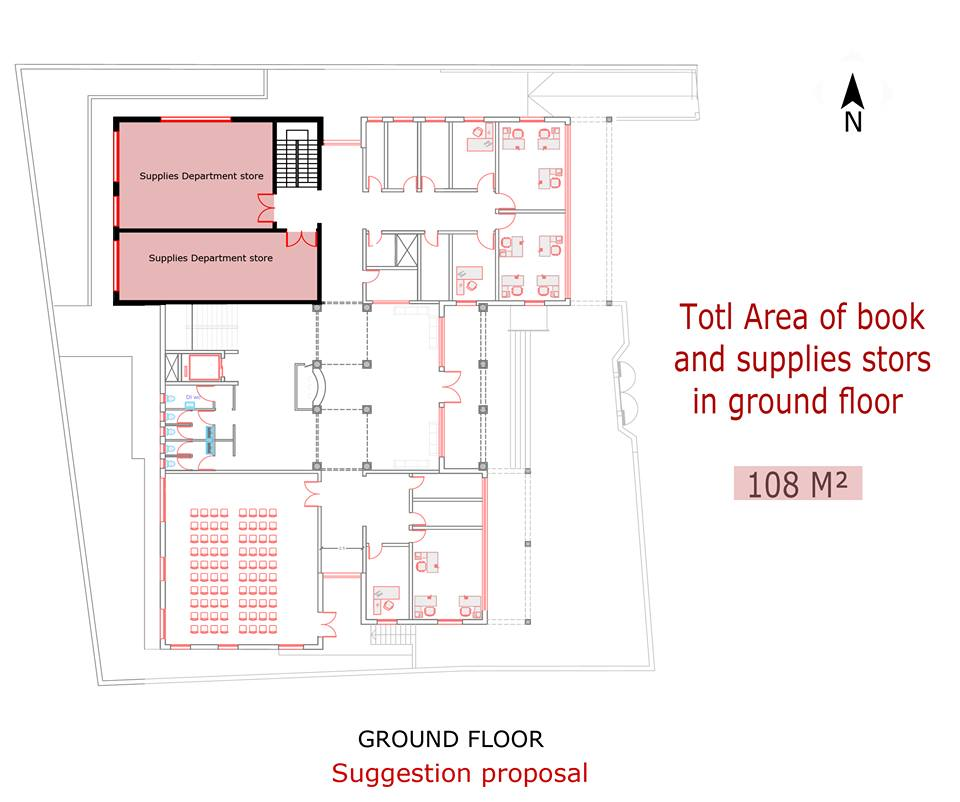 N
Supplies Department store
Supplies Department store
Totl Area of book
and supplies stors
in ground floor
108 M²
GROUND FLOOR
Suggestion proposal